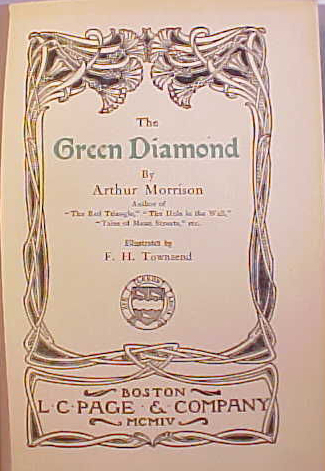 The
Green Diamond
By
Arthur Morrison
Author of
"The Red Triangle," "The Hole in the Wall,"
"Tales of Mean Streets," etc.
Illustrated by
F. H. Townsend
BOSTON
L·C·PAGE·&·COMPANY
MCMIV